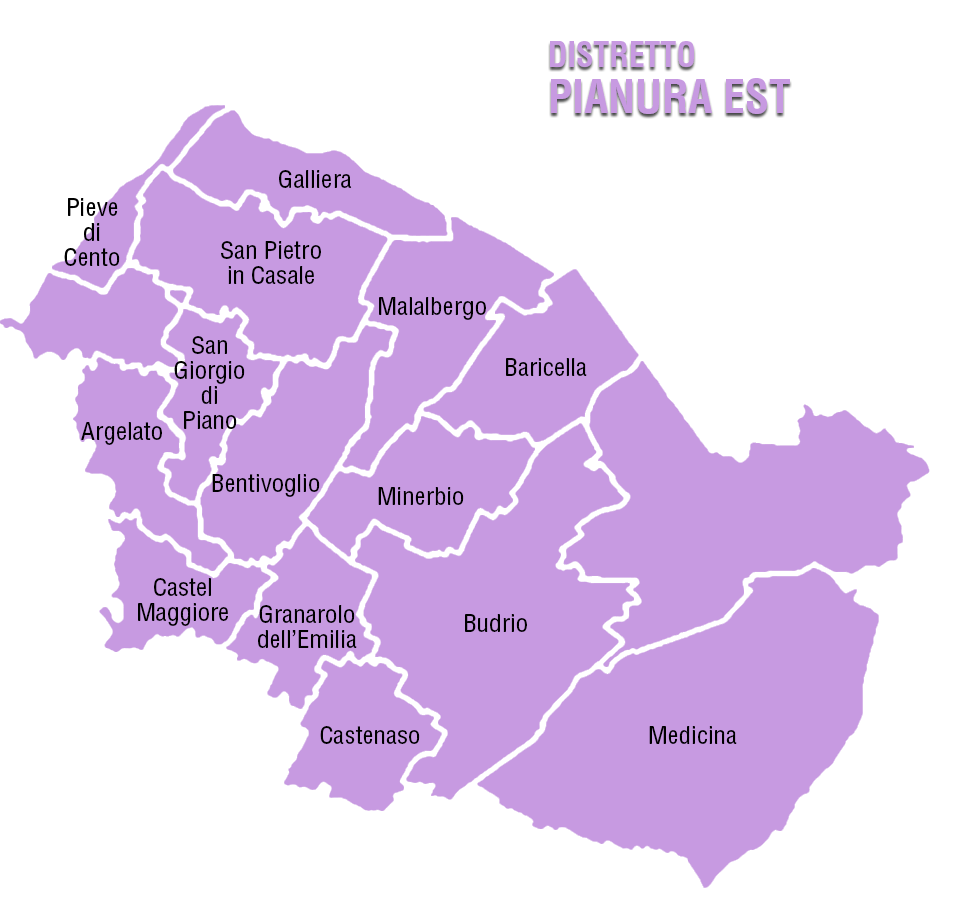 DISTRETTO
PIANURA EST
Galliera
Pieve
di
Cento
San Pietro
in Casale
Malalbergo
San
Giorgio
di
Piano
Baricella
Argelato
Bentivoglio
Minerbio
Castel
Maggiore
Granarolo
dell'Emilia
Budrio
Castenaso
Medicina